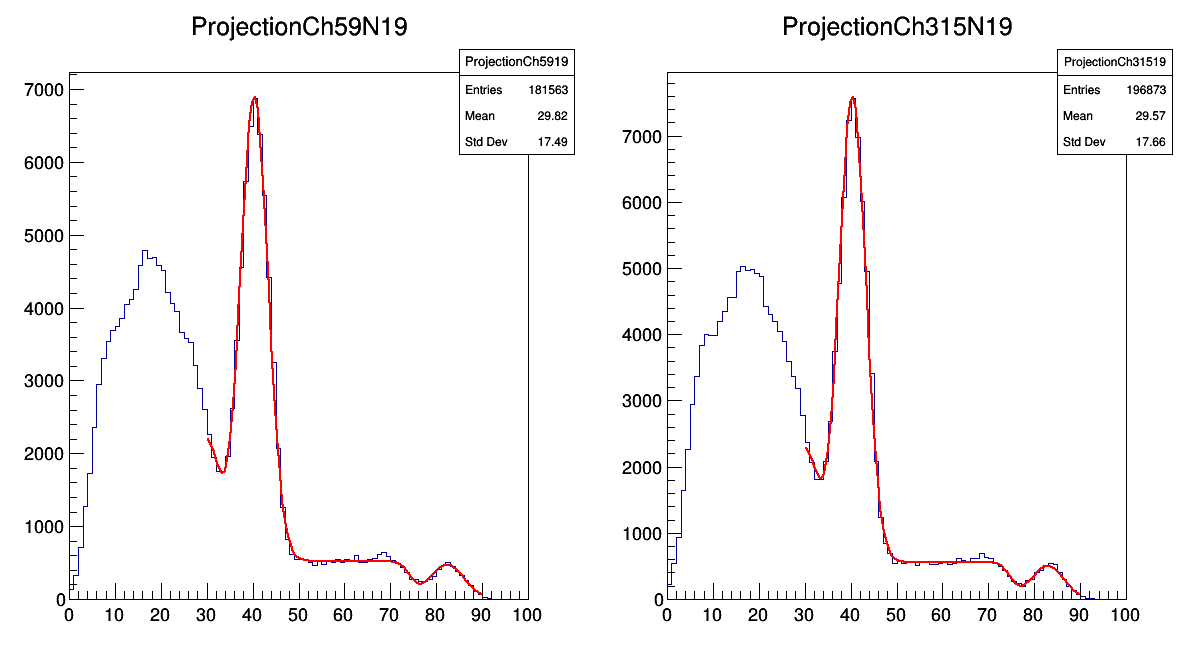 ProjectionCh59N19
ProjectionCh5919
Entries 181563
Mean 29.82
Std Dev 17.49
7000
6000
5000
4000
3000
2000
1000
0
0 10 20 30 40 50 60 70 80 90 100
ProjectionCh315N19
ProjectionCh31519
Entries 196873
Mean 29.57
Std Dev 17.66
7000
6000
5000
4000
3000
2000
1000
0
0 10 20 30 40 50 60 70 80 90 100